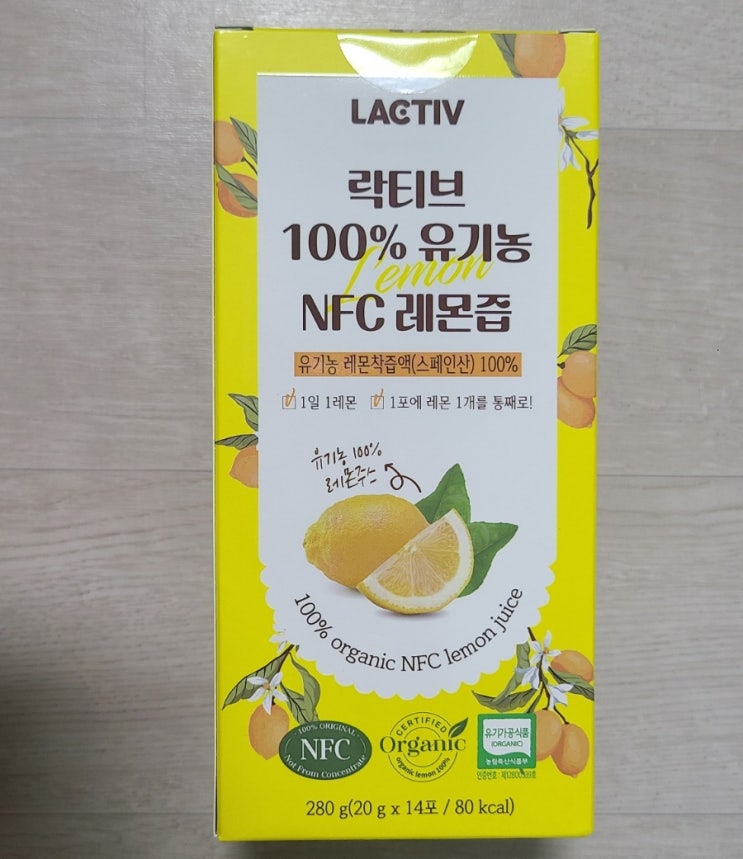 LACTIV
락티브
100% 유기농
Lemon
NFC 레몬즙
유기농 레몬착즙액(스페인산) 100%
1일 1레몬 1포에 레몬 1개를 통째로!
유기농 100%
레몬주스
100% organic NFC lemon juice
100% ORIGINAL
NFC
Not From Concentrate
CERTIFIED
Organic
organic lemon 100%
유기가공식품
(ORGANIC)
농림축산식품부
인증번호 :
280 g(20 g x 14포 / 80 kcal)